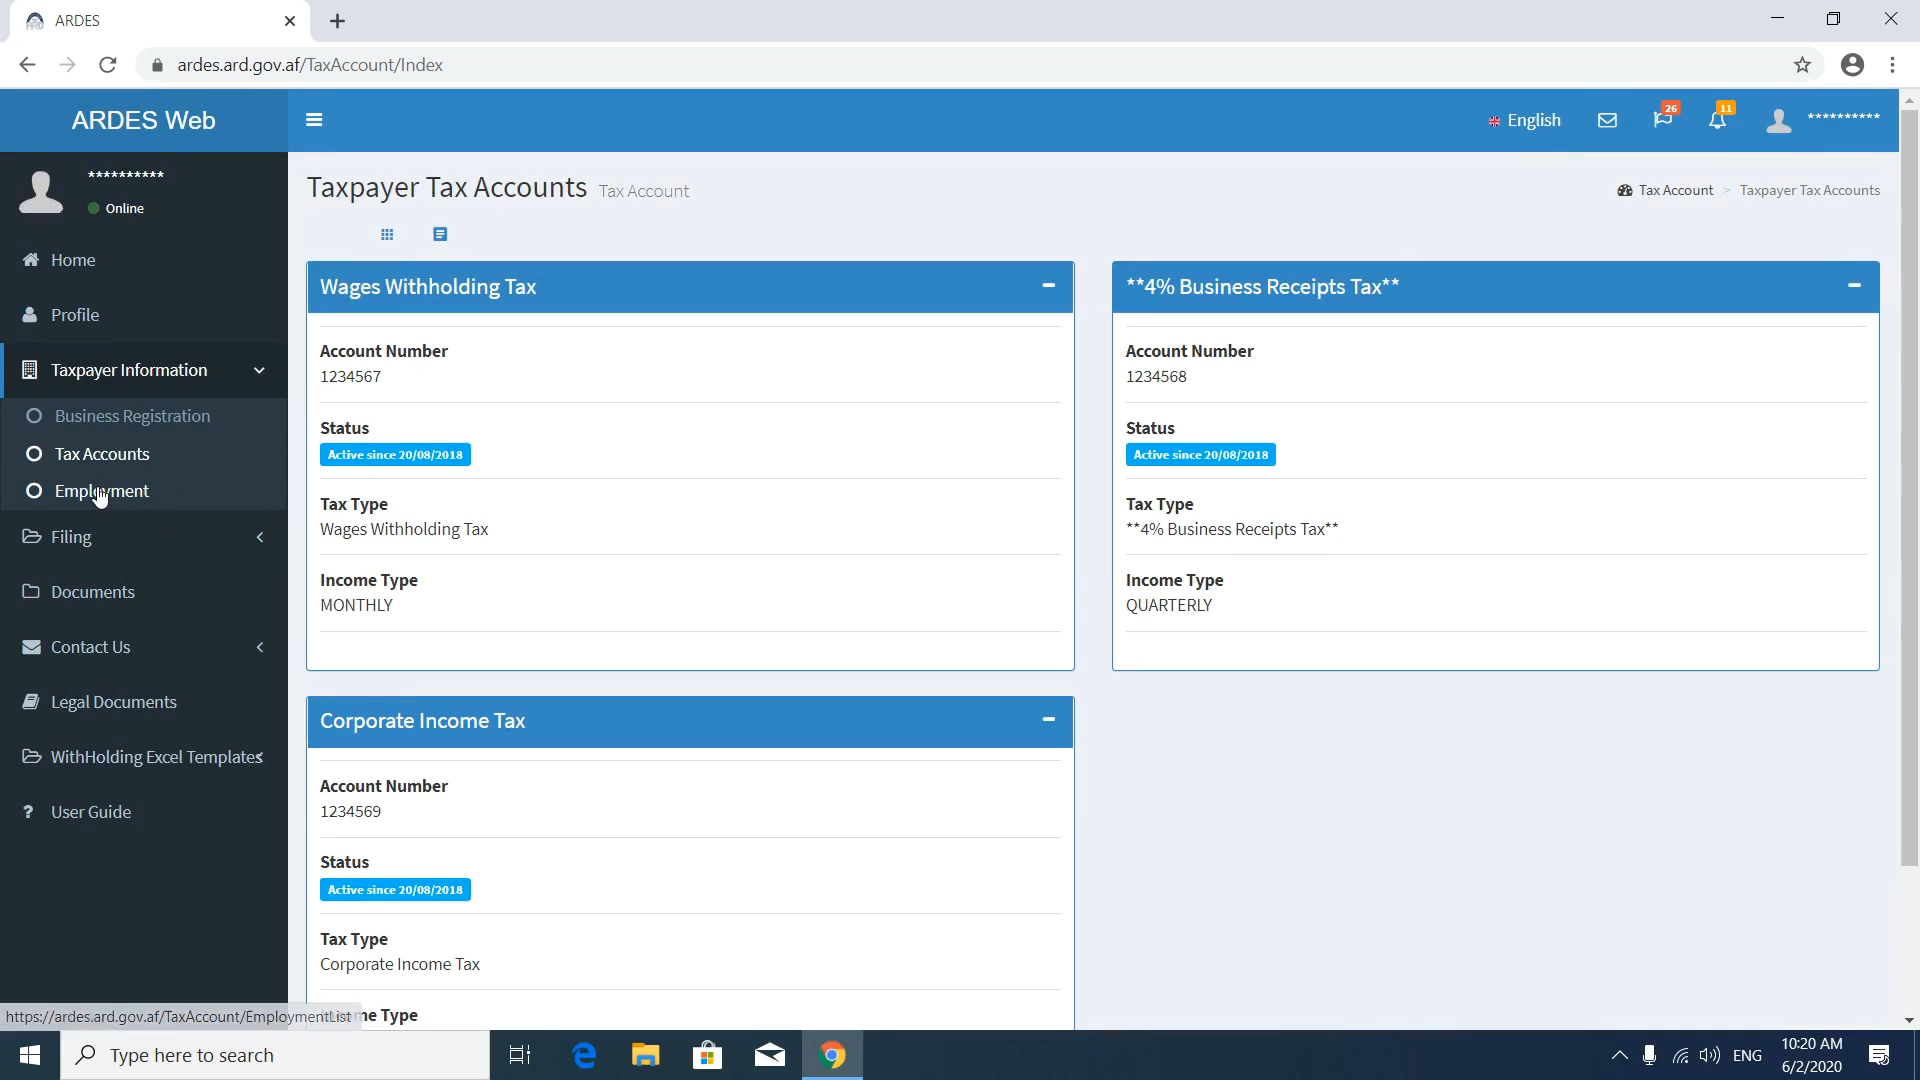 ARDES
ardes.ard.gov.af/TaxAccount/Index
ARDES Web
English
26
11
**********
**********
Online
Home
Profile
Taxpayer Information
Business Registration
Tax Accounts
Employment
Filing
Documents
Contact Us
Legal Documents
WithHolding Excel Templates
? User Guide
Taxpayer Tax Accounts Tax Account
Tax Account > Taxpayer Tax Accounts
Wages Withholding Tax
Account Number
1234567
Status
Active since 20/08/2018
Tax Type
Wages Withholding Tax
Income Type
MONTHLY
**4% Business Receipts Tax**
Account Number
1234568
Status
Active since 20/08/2018
Tax Type
**4% Business Receipts Tax**
Income Type
QUARTERLY
Corporate Income Tax
Account Number
1234569
Status
Active since 20/08/2018
Tax Type
Corporate Income Tax
me Type
https://ardes.ard.gov.af/TaxAccount/EmploymentList
Type here to search
ENG
10:20 AM
6/2/2020